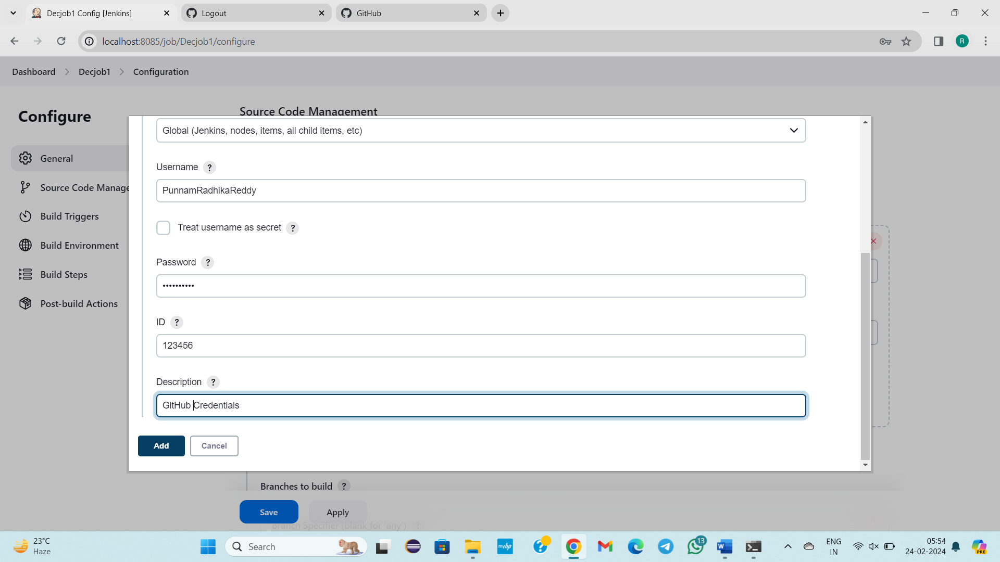 Decjob1 Config [Jenkins]
Logout
GitHub
localhost:8085/job/Decjob1/configure
R
Dashboard
Decjob1
Configuration
Configure
General
Source Code Manage
Build Triggers
Build Environment
Build Steps
Post-build Actions
Source Code Management
Global (Jenkins, nodes, items, all child items, etc)
Username ?
PunnamRadhikaReddy
Treat username as secret ?
Password ?
••••••••••
ID ?
123456
Description ?
GitHub Credentials
Add
Cancel
Branches to build ?
Save
Apply
Branch Specifier (blank for 'any') ?
23°C
Haze
Search
myhp
?
13
W
ENG
IN
05:54
24-02-2024
PRE